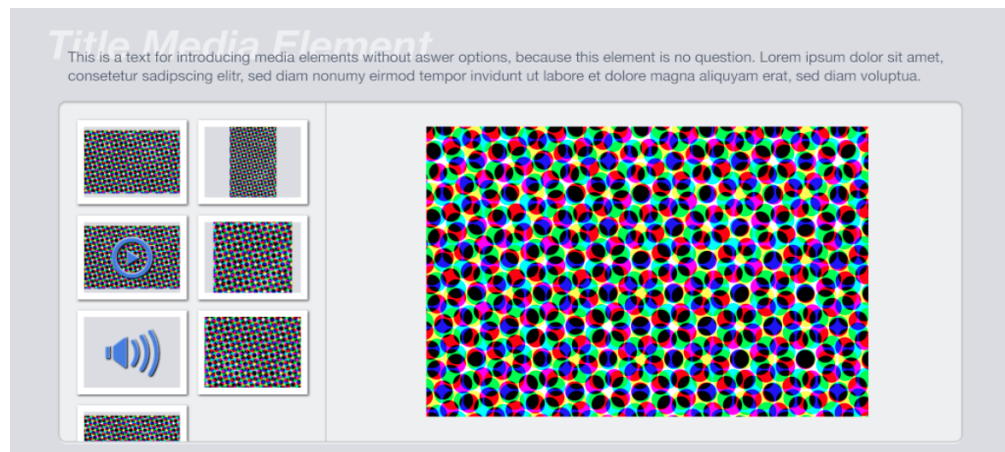 Title Media Element
This is a text for introducing media elements without aswer options, because this element is no question. Lorem ipsum dolor sit amet,
consetetur sadipscing elitr, sed diam nonumy eirmod tempor invidunt ut labore et dolore magna aliquyam erat, sed diam voluptua.